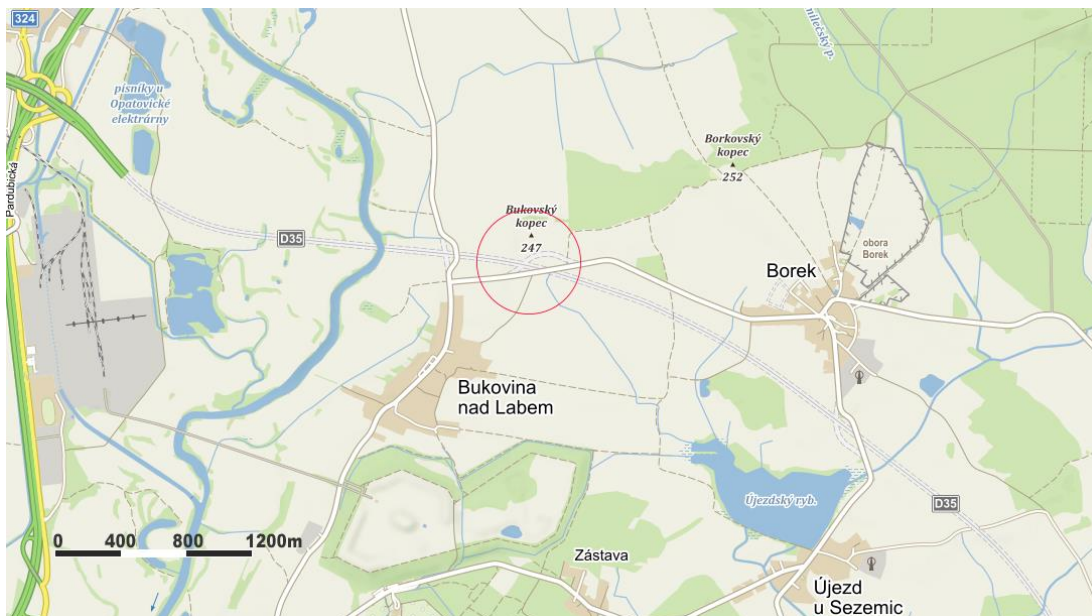 324
písníky u
Opatovické
elektrárny
Pardubická
Borkovský
kopec
252
Bukovský
kopec
247
D35
obora
Borek
Borek
Bukovina
nad Labem
Újezdský ryb.
D35
0 400 800 1200m
Zástava
Újezd
u Sezemic